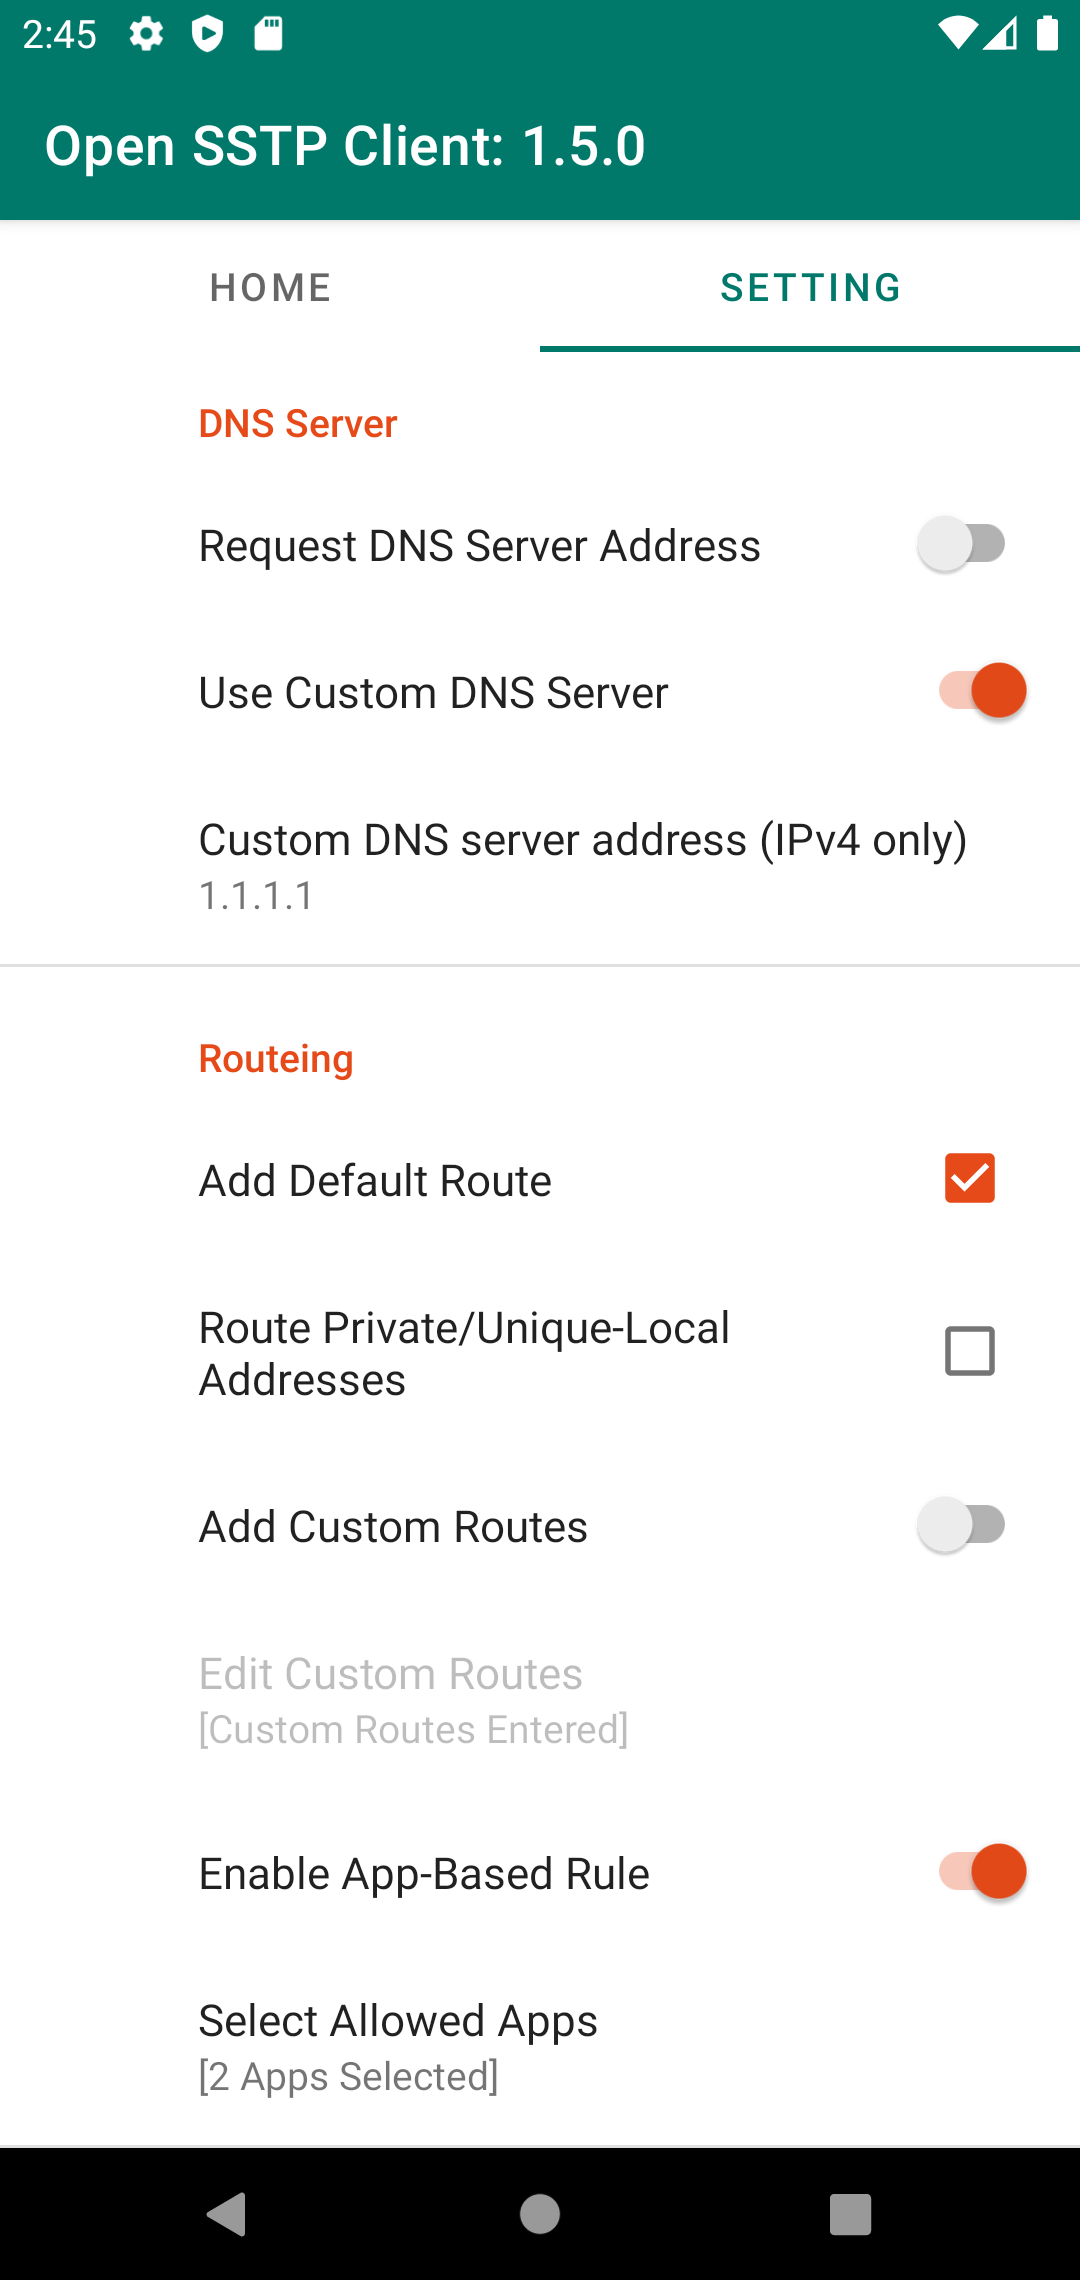 2:45
Open SSTP Client: 1.5.0
HOME
SETTING
DNS Server
Request DNS Server Address
Use Custom DNS Server
Custom DNS server address (IPv4 only)
1.1.1.1
Routeing
Add Default Route
Route Private/Unique-Local
Addresses
Add Custom Routes
Edit Custom Routes
[Custom Routes Entered]
Enable App-Based Rule
Select Allowed Apps
[2 Apps Selected]